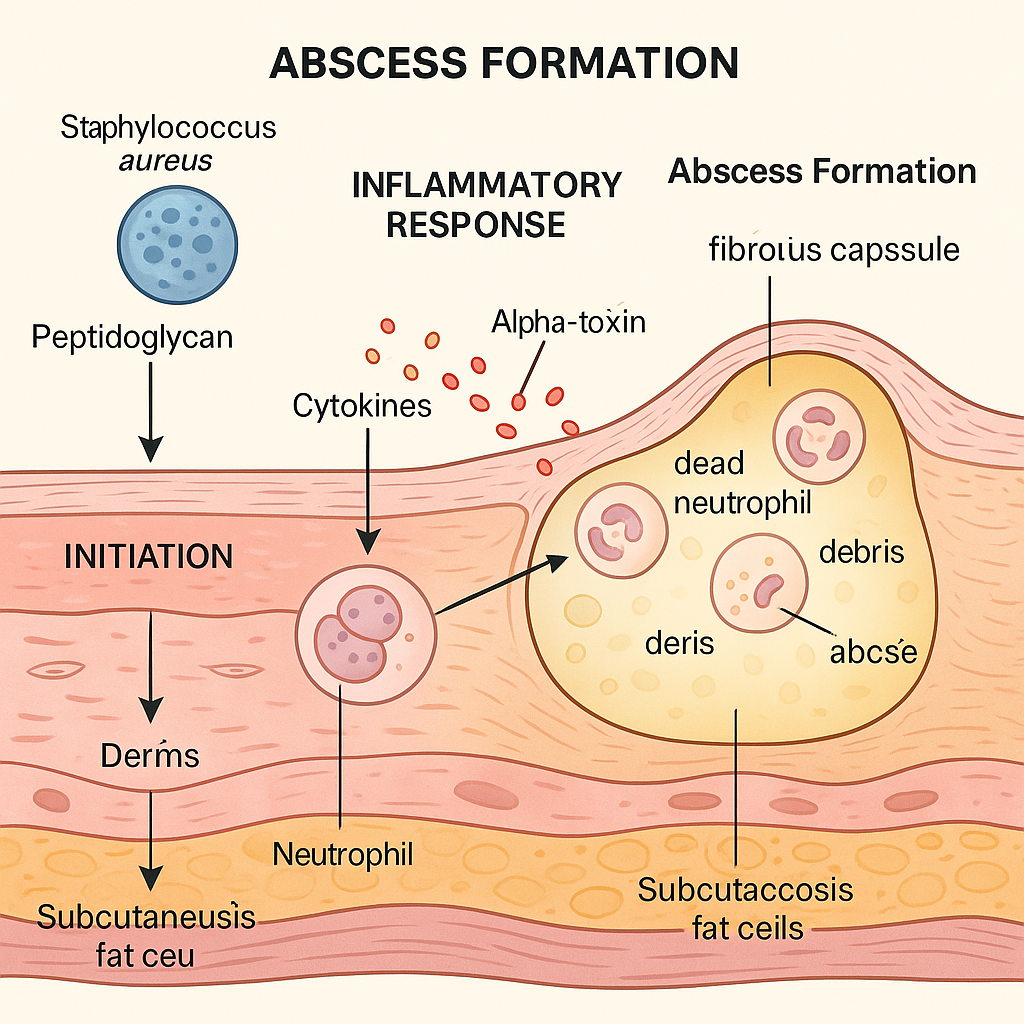 ABSCESS FORMATION
Staphylococcus
aureus
Peptidoglycan
INITIATION
Derms
Subcutaneusis
fat ceu
INFLAMMATORY
RESPONSE
Alpha-toxin
Cytokines
Neutrophil
Abscess Formation
fibroius capssule
dead
neutrophil
debris
deris
abcse
Subcutaccosis
fat ceils